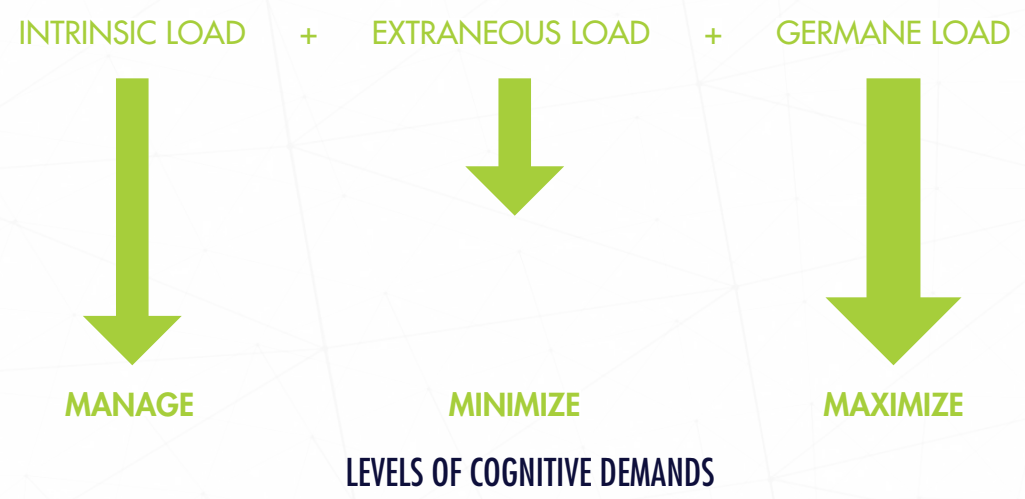 INTRINSIC LOAD + EXTRANEOUS LOAD + GERMANE LOAD
MANAGE MINIMIZE MAXIMIZE
LEVELS OF COGNITIVE DEMANDS